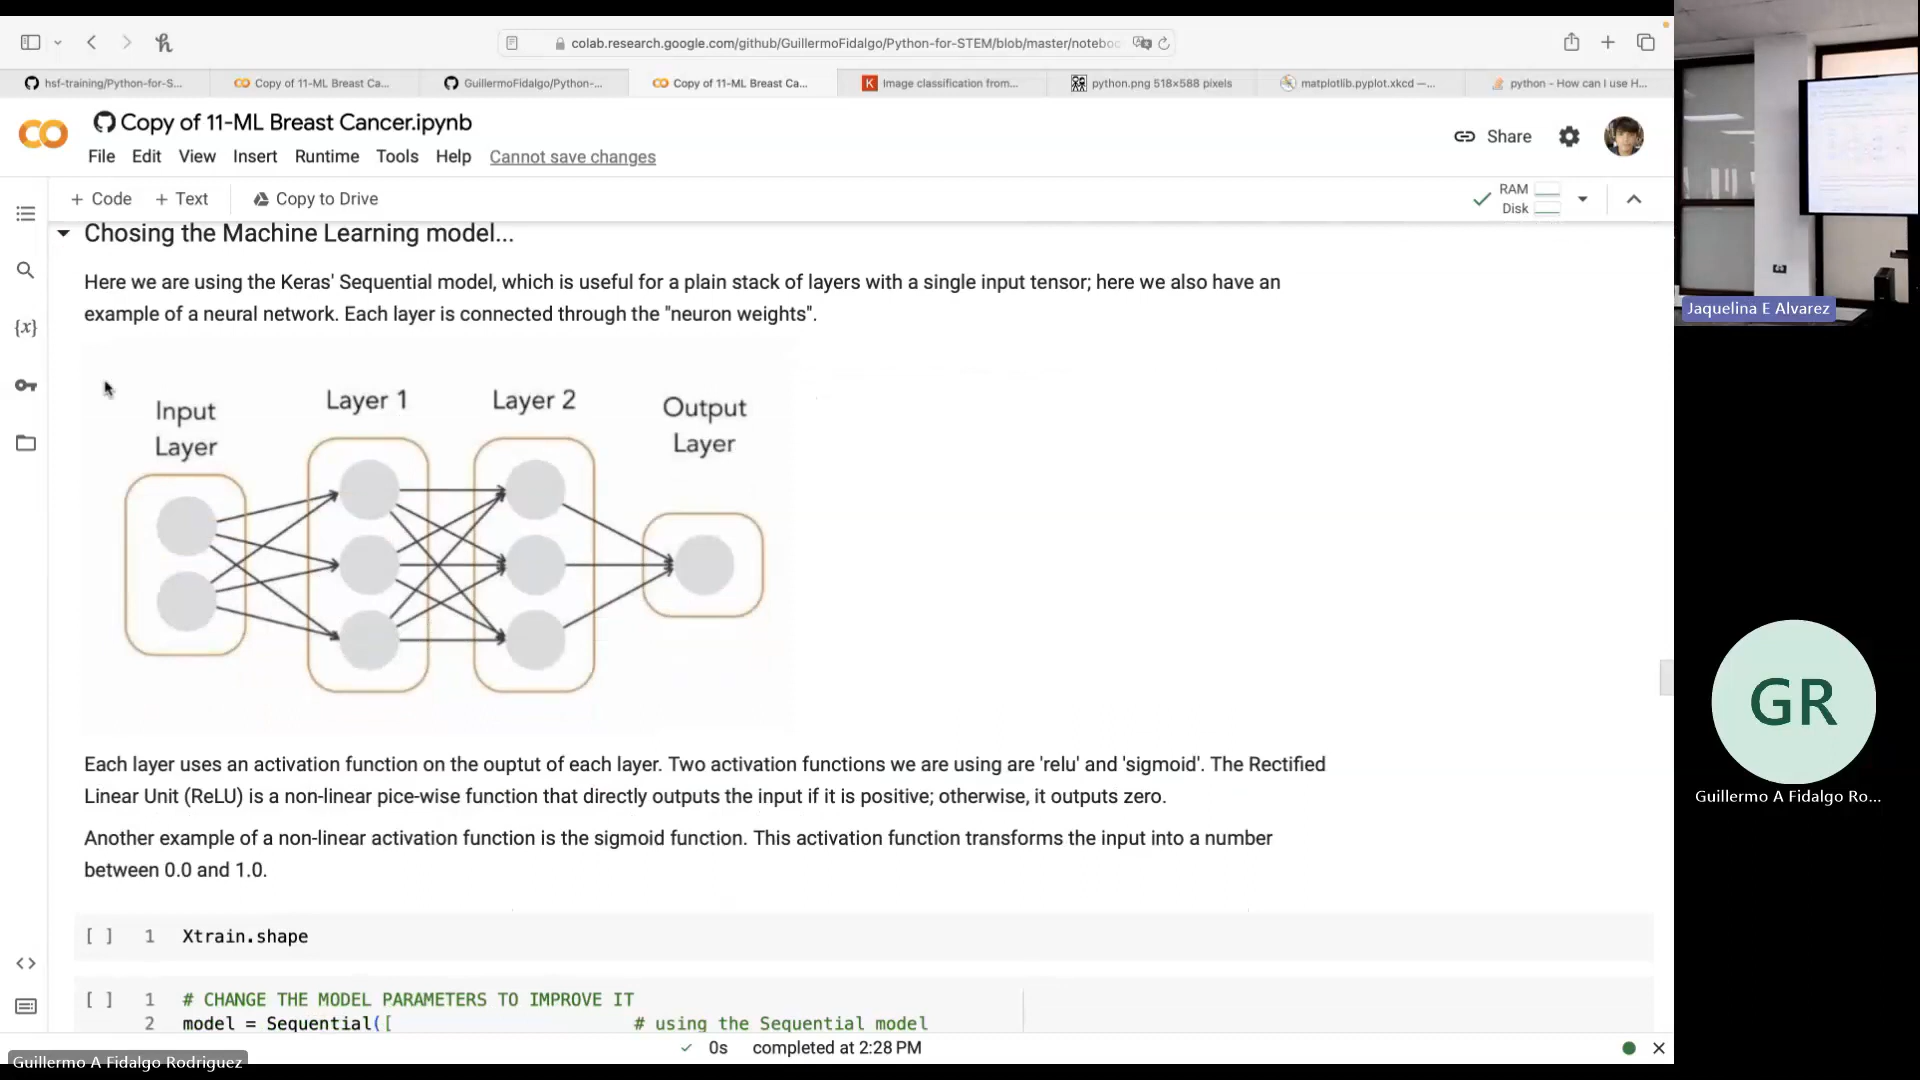 colab.research.google.com/github/GuillermoFidalgo/Python-for-STEM/blob/master/noteboo
hsf-training/Python-for-S...
Copy of 11-ML Breast Ca...
GuillermoFidalgo/Python-...
Copy of 11-ML Breast Ca...
K
Image classification from...
python.png 518×588 pixels
matplotlib.pyplot.xkcd —...
python - How can I use H...
CO
Copy of 11-ML Breast Cancer.ipynb
File Edit View Insert Runtime Tools Help Cannot save changes
Share
+ Code + Text Copy to Drive
RAM
Disk
Chosing the Machine Learning model...
Here we are using the Keras' Sequential model, which is useful for a plain stack of layers with a single input tensor; here we also have an
example of a neural network. Each layer is connected through the "neuron weights".
{x}
Input
Layer
Layer 1
Layer 2
Output
Layer
Each layer uses an activation function on the ouptut of each layer. Two activation functions we are using are 'relu' and 'sigmoid'. The Rectified
Linear Unit (ReLU) is a non-linear pice-wise function that directly outputs the input if it is positive; otherwise, it outputs zero.
Another example of a non-linear activation function is the sigmoid function. This activation function transforms the input into a number
between 0.0 and 1.0.
[ ] 1 Xtrain.shape
[ ] 1 # CHANGE THE MODEL PARAMETERS TO IMPROVE IT
2 model = Sequential([ # using the Sequential model
0s completed at 2:28 PM
Guillermo A Fidalgo Rodriguez
Jaquelina E Alvarez
GR
Guillermo A Fidalgo Ro...